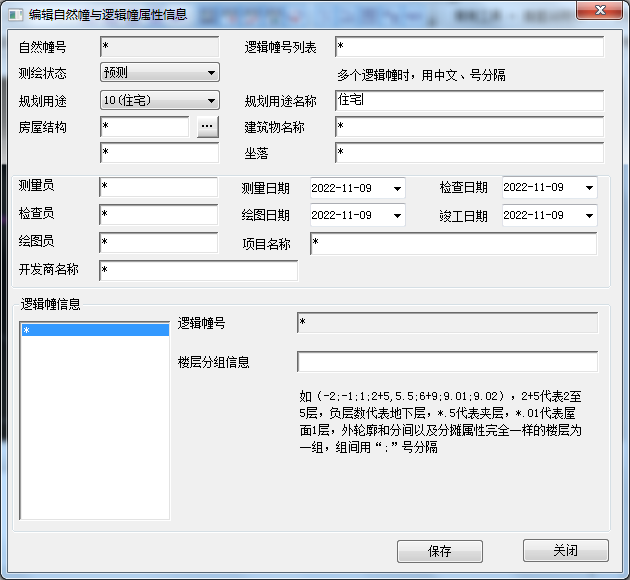 编辑自然幢与逻辑幢属性信息
自然幢号 * 逻辑幢号列表 *
测绘状态 预测 多个逻辑幢时，用中文、号分隔
规划用途 10(住宅) 规划用途名称 住宅
房屋结构 * ... 建筑物名称 *
* 坐落 *
测量员 * 测量日期 2022-11-09 检查日期 2022-11-09
检查员 * 绘图日期 2022-11-09 竣工日期 2022-11-09
绘图员 * 项目名称 *
开发商名称 *
逻辑幢信息
* 逻辑幢号 *
楼层分组信息
如（-2;-1;1;2+5,5.5;6+9;9.01;9.02），2+5代表2至
5层，负层数代表地下层，*.5代表夹层，*.01代表屋
面1层，外轮廓和分间以及分摊属性完全一样的楼层为
一组，组间用“;”号分隔
保存 关闭